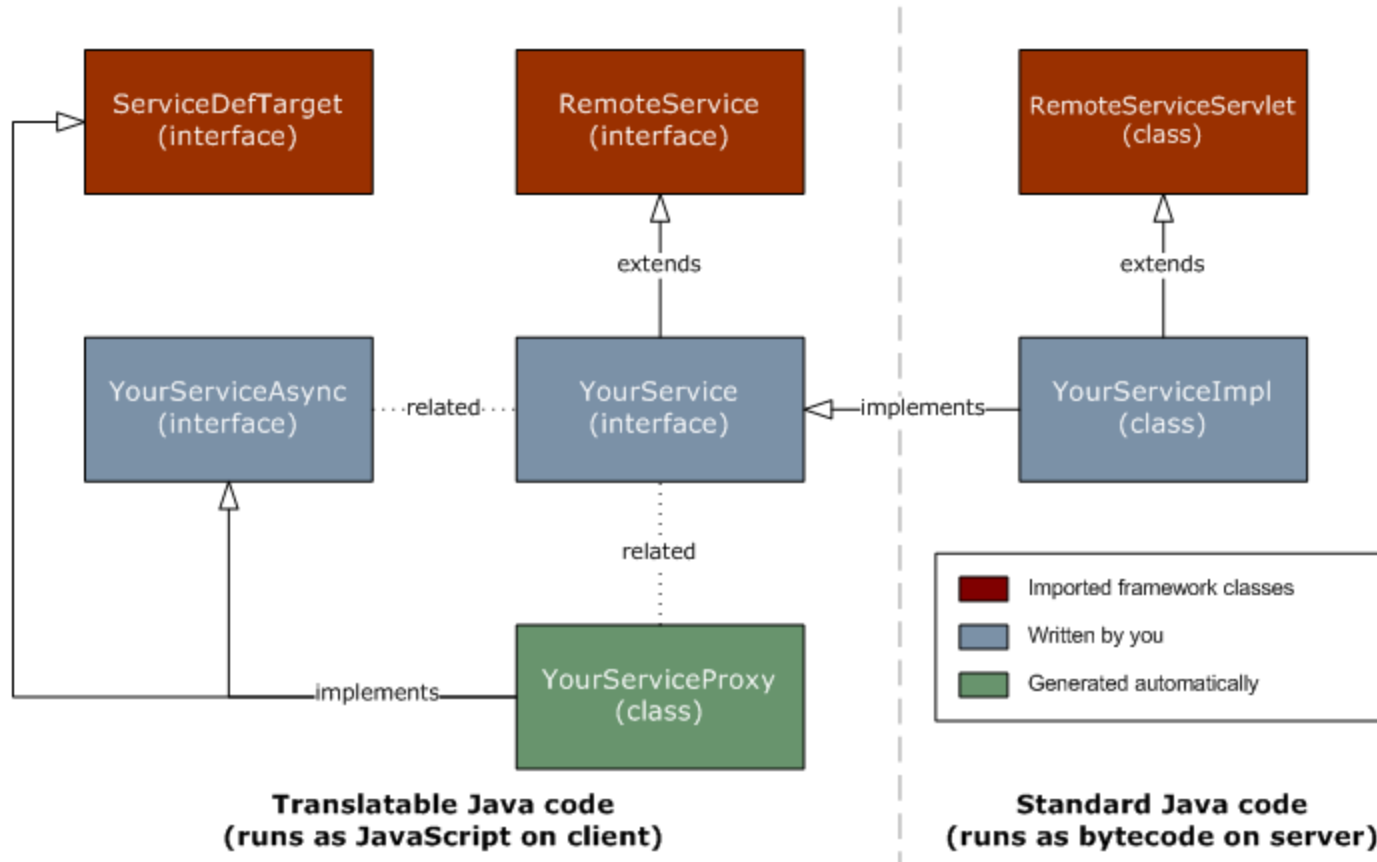 ServiceDefTarget
(interface)
RemoteService
(interface)
RemoteServiceServlet
(class)
extends
extends
YourServiceAsync
(interface)
related
YourService
(interface)
implements
YourServiceImpl
(class)
related
Imported framework classes
Written by you
Generated automatically
implements
YourServiceProxy
(class)
Translatable Java code
(runs as JavaScript on client)
Standard Java code
(runs as bytecode on server)